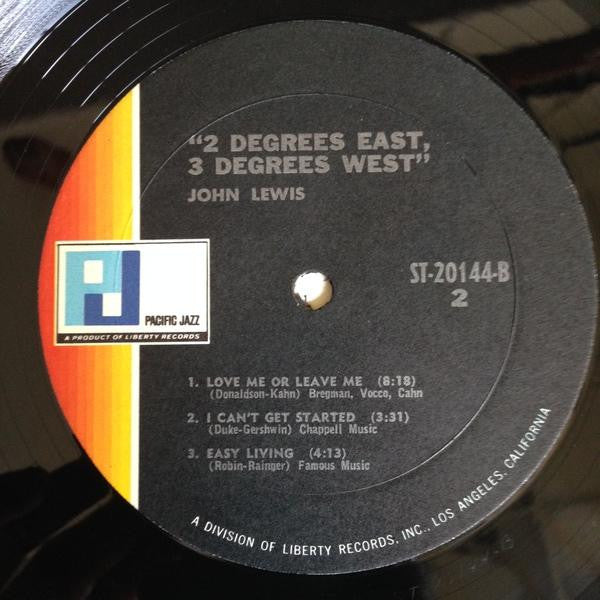 "2 DEGREES EAST,
3 DEGREES WEST"
JOHN LEWIS
ST-20144-B
2
PJ
PACIFIC JAZZ
A PRODUCT OF LIBERTY RECORDS
1. LOVE ME OR LEAVE ME (8:18)
(Donaldson-Kahn) Bregman, Vocco, Cahn
2. I CAN'T GET STARTED (3:31)
(Duke-Gershwin) Chappell Music
3. EASY LIVING (4:13)
(Robin-Rainger) Famous Music
A DIVISION OF LIBERTY RECORDS, INC., LOS ANGELES, CALIFORNIA